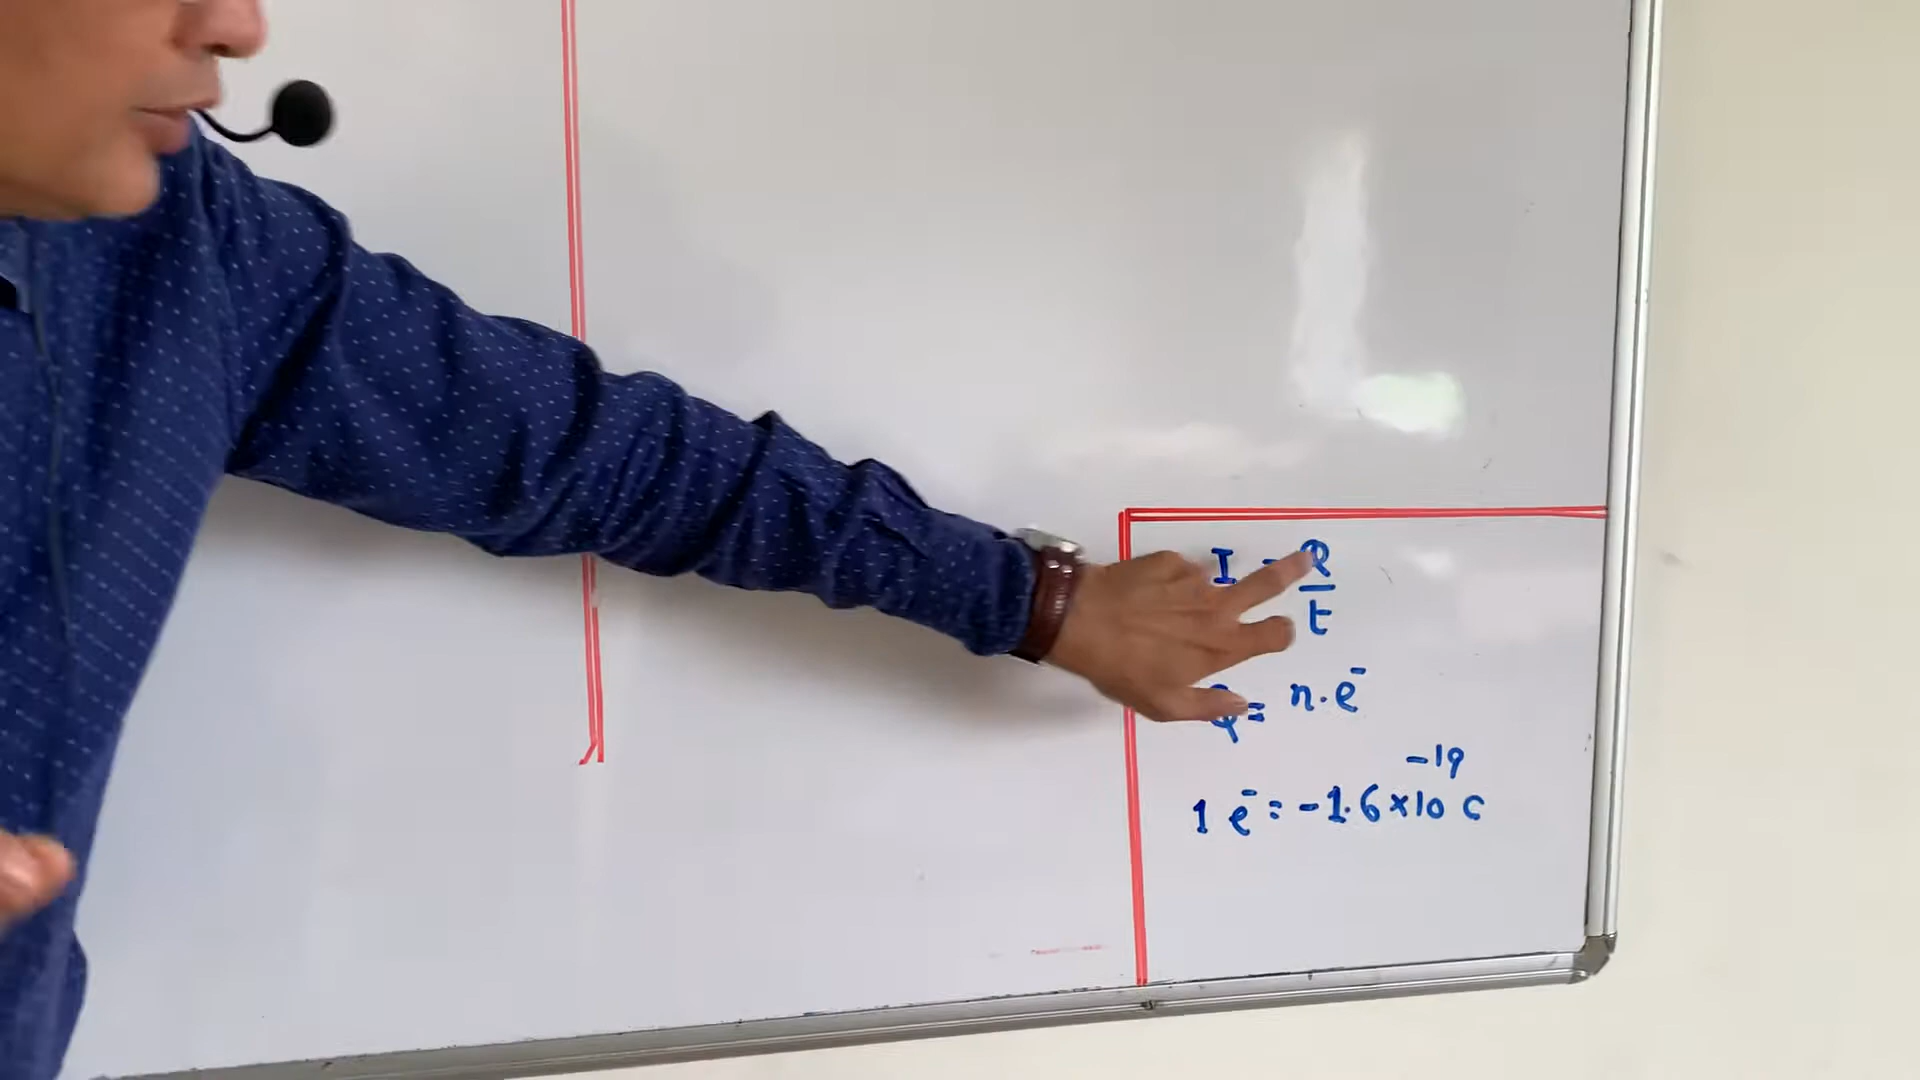 I = Q
t
Q = n.e⁻
1 e⁻ = -1.6 × 10⁻¹⁹ C